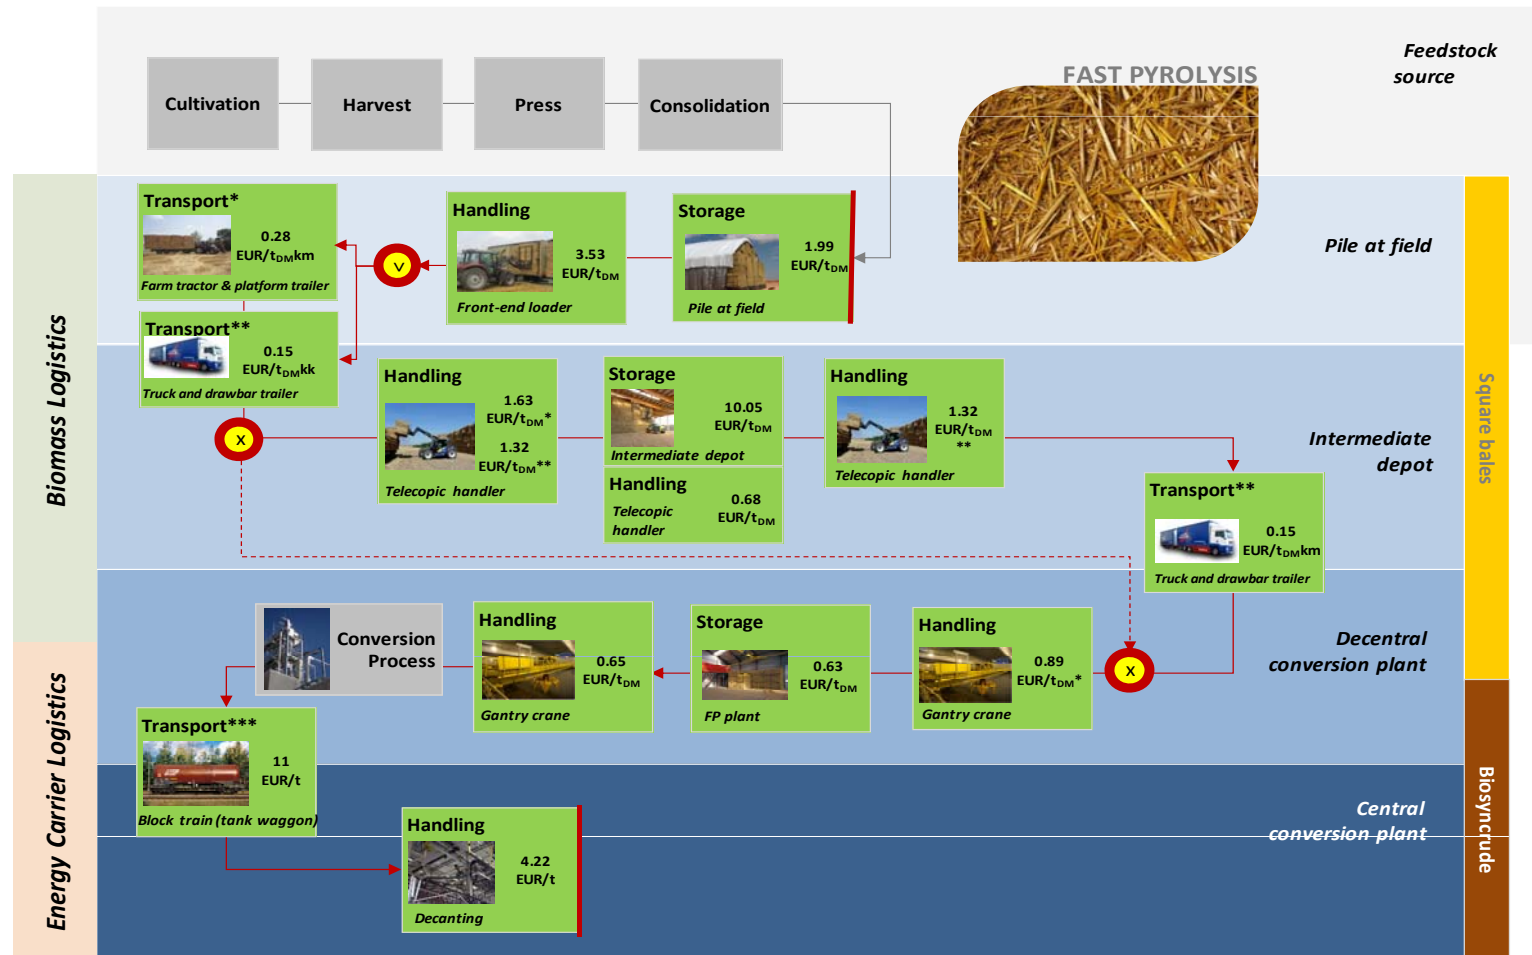 Feedstock
source
FAST PYROLYSIS
Cultivation
Harvest
Press
Consolidation
Biomass Logistics
Energy Carrier Logistics
Square bales
Biosyncrude
Pile at field
Transport*
0.28
EUR/tDMkm
Farm tractor & platform trailer
V
Handling
3.53
EUR/tDM
Front-end loader
Storage
1.99
EUR/tDM
Pile at field
Transport**
0.15
EUR/tDMkk
Truck and drawbar trailer
X
Intermediate
depot
Handling
1.63
EUR/tDM*
1.32
EUR/tDM**
Telecopic handler
Storage
10.05
EUR/tDM
Intermediate depot
Handling
0.68
EUR/tDM
Telecopic
handler
Handling
1.32
EUR/tDM
**
Telecopic handler
Transport**
0.15
EUR/tDMkm
Truck and drawbar trailer
Decentral
conversion plant
Conversion
Process
Handling
0.65
EUR/tDM
Gantry crane
Storage
0.63
EUR/tDM
FP plant
Handling
0.89
EUR/tDM*
Gantry crane
X
Transport***
11
EUR/t
Block train (tank waggon)
Central
conversion plant
Handling
4.22
EUR/t
Decanting